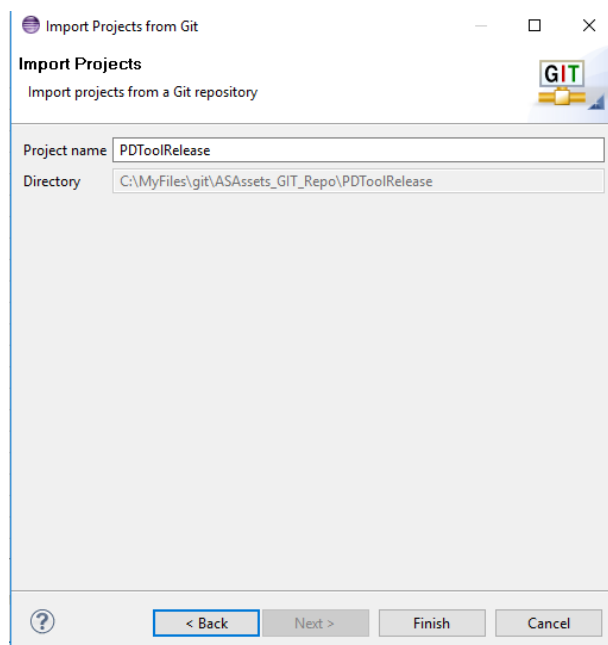 Import Projects from Git
Import Projects
Import projects from a Git repository
GIT
Project name PDToolRelease
Directory C:\MyFiles\git\ASAssets_GIT_Repo\PDToolRelease
?
< Back Next > Finish Cancel